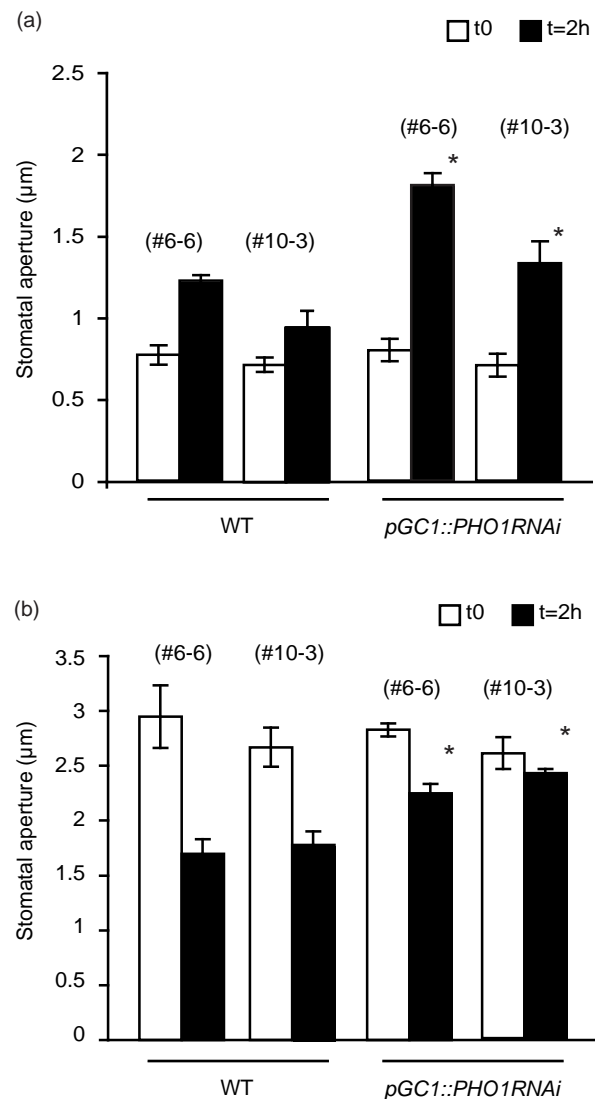 (a)
t0 t=2h
Stomatal aperture (µm)
2.5
2
1.5
1
0.5
0
(#6-6) (#10-3)
(#6-6) (#10-3)
* *
WT pGC1::PHO1RNAi
(b)
t0 t=2h
Stomatal aperture (µm)
3.5
3
2.5
2
1.5
1
0.5
0
(#6-6) (#10-3)
(#6-6) (#10-3)
* *
WT pGC1::PHO1RNAi